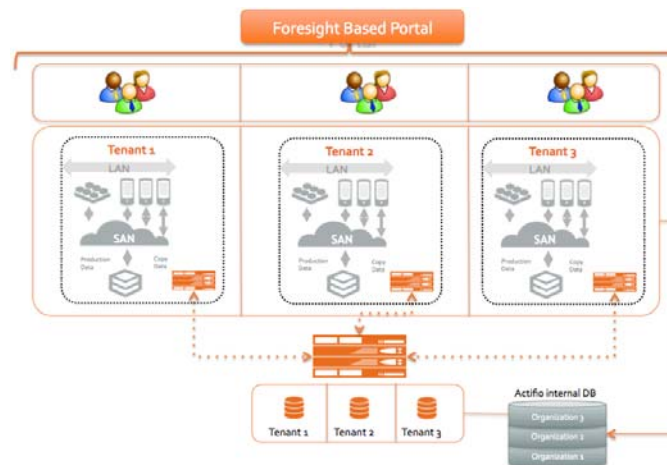 Foresight Based Portal
Tenant 1
LAN
SAN
Production Data
Copy Data
Tenant 2
LAN
SAN
Production Data
Copy Data
Tenant 3
LAN
SAN
Production Data
Copy Data
Tenant 1
Tenant 2
Tenant 3
Actifio internal DB
Organization 3
Organization 2
Organization 1